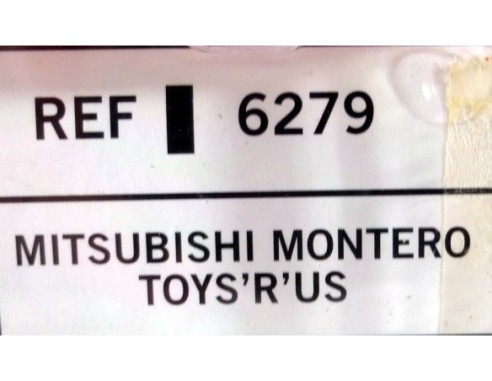 REF 6279
MITSUBISHI MONTERO
TOYS'R'US